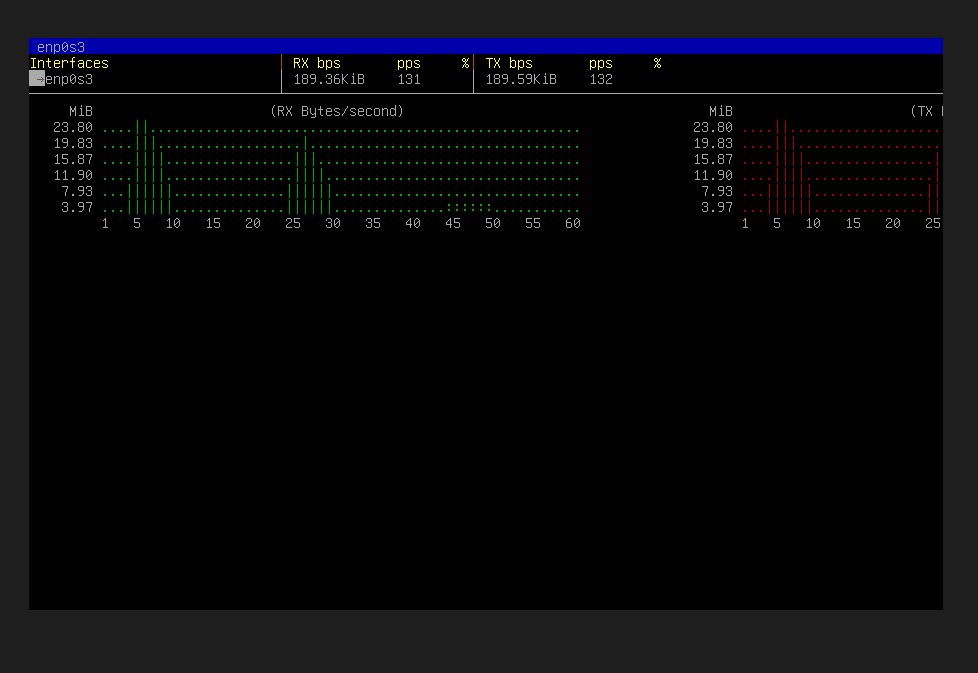 enp0s3
Interfaces RX bps pps % TX bps pps %
→enp0s3 189.36KiB 131 189.59KiB 132
MiB (RX Bytes/second) MiB (TX
23.80 ....||...................................................... 23.80 ....||...................
19.83 ....|||..................|.................................. 19.83 ....|||..................
15.87 ....||||................|||................................. 15.87 ....||||................|
11.90 ....||||................||||................................ 11.90 ....||||................|
7.93 ...||||||..............||||||............................... 7.93 ...||||||..............||
3.97 ...||||||..............||||||..............::::::........... 3.97 ...||||||..............||
1 5 10 15 20 25 30 35 40 45 50 55 60 1 5 10 15 20 25